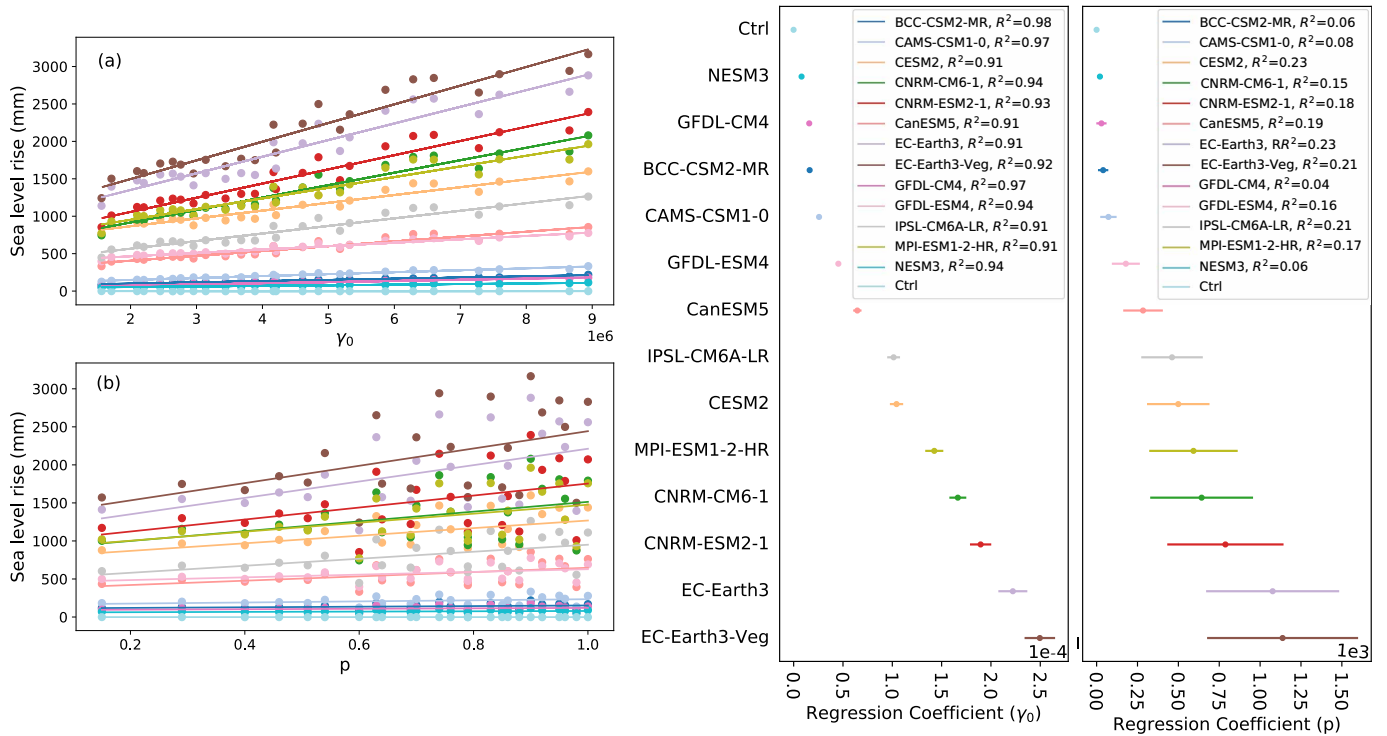 (a)
Sea level rise (mm)
3000
2500
2000
1500
1000
500
0
2 3 4 5 6 7 8 9
1e6
γ0
(b)
Sea level rise (mm)
3000
2500
2000
1500
1000
500
0
0.2 0.4 0.6 0.8 1.0
p
Ctrl
NESM3
GFDL-CM4
BCC-CSM2-MR
CAMS-CSM1-0
GFDL-ESM4
CanESM5
IPSL-CM6A-LR
CESM2
MPI-ESM1-2-HR
CNRM-CM6-1
CNRM-ESM2-1
EC-Earth3
EC-Earth3-Veg
BCC-CSM2-MR, R²=0.98
CAMS-CSM1-0, R²=0.97
CESM2, R²=0.91
CNRM-CM6-1, R²=0.94
CNRM-ESM2-1, R²=0.93
CanESM5, R²=0.91
EC-Earth3, R²=0.91
EC-Earth3-Veg, R²=0.92
GFDL-CM4, R²=0.97
GFDL-ESM4, R²=0.94
IPSL-CM6A-LR, R²=0.91
MPI-ESM1-2-HR, R²=0.91
NESM3, R²=0.94
Ctrl
1e-4
0.0 0.5 1.0 1.5 2.0 2.5
Regression Coefficient (γ0)
BCC-CSM2-MR, R²=0.06
CAMS-CSM1-0, R²=0.08
CESM2, R²=0.23
CNRM-CM6-1, R²=0.15
CNRM-ESM2-1, R²=0.18
CanESM5, R²=0.19
EC-Earth3, RR²=0.23
EC-Earth3-Veg, R²=0.21
GFDL-CM4, R²=0.04
GFDL-ESM4, R²=0.16
IPSL-CM6A-LR, R²=0.21
MPI-ESM1-2-HR, R²=0.17
NESM3, R²=0.06
Ctrl
1e3
0.00 0.25 0.50 0.75 1.00 1.25 1.50
Regression Coefficient (p)